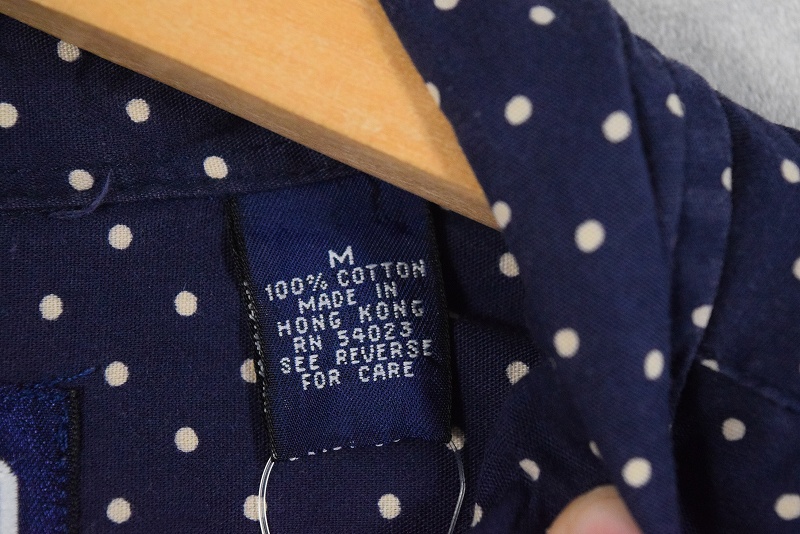 M
100% COTTON
MADE IN
HONG KONG
RN 54023
SEE REVERSE
FOR CARE